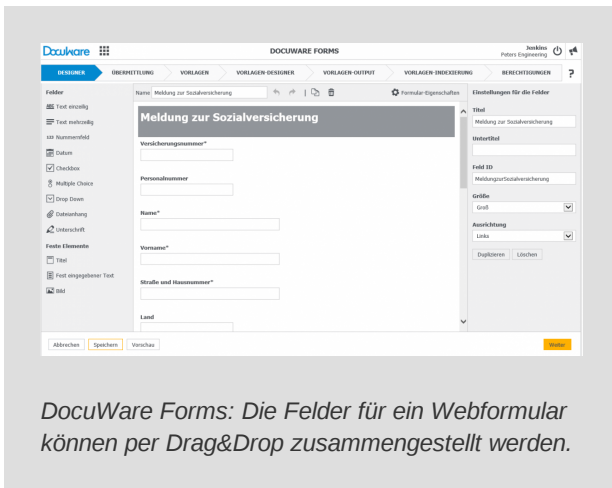 DocuWare
DOCUWARE FORMS
Jenkins
Peters Engineering
DESIGNER
ÜBERMITTLUNG
VORLAGEN
VORLAGEN-DESIGNER
VORLAGEN-OUTPUT
VORLAGEN-INDEXIERUNG
BERECHTIGUNGEN
?
Felder
Text einzeilig
Text mehrzeilig
Nummernfeld
Datum
Checkbox
Multiple Choice
Drop Down
Dateianhang
Unterschrift
Feste Elemente
Titel
Fest eingegebener Text
Bild
Name Meldung zur Sozialversicherung
Formular-Eigenschaften
Meldung zur Sozialversicherung
Versicherungsnummer*
Personalnummer
Name*
Vorname*
Straße und Hausnummer*
Land
Einstellungen für die Felder
Titel
Meldung zur Sozialversicherung
Untertitel
Feld ID
MeldungzurSozialversicherung
Größe
Groß
Ausrichtung
Links
Duplizieren Löschen
Abbrechen Speichern Vorschau
Weiter
DocuWare Forms: Die Felder für ein Webformular
können per Drag&Drop zusammengestellt werden.